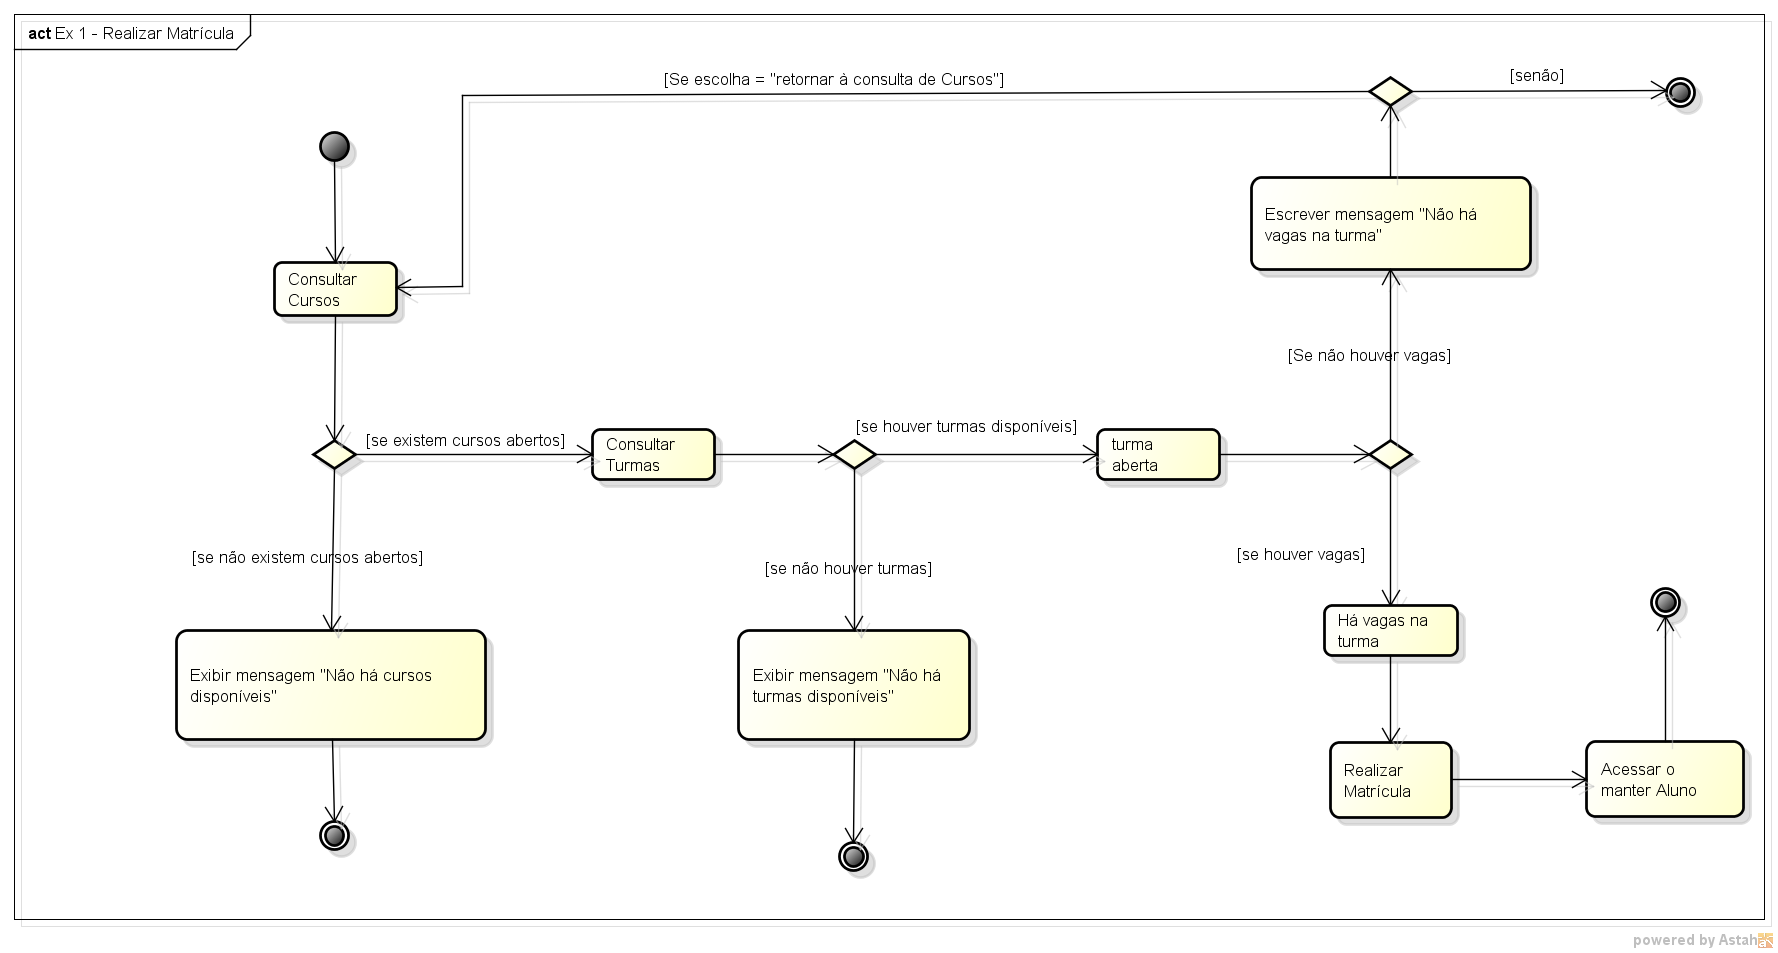 act Ex 1 - Realizar Matrícula
[Se escolha = "retornar à consulta de Cursos"]
[senão]
Escrever mensagem "Não há
vagas na turma"
Consultar
Cursos
[Se não houver vagas]
[se existem cursos abertos]
Consultar
Turmas
[se houver turmas disponíveis]
turma
aberta
[se não existem cursos abertos]
[se não houver turmas]
[se houver vagas]
Há vagas na
turma
Exibir mensagem "Não há cursos
disponíveis"
Exibir mensagem "Não há
turmas disponíveis"
Realizar
Matrícula
Acessar o
manter Aluno
powered by Astah